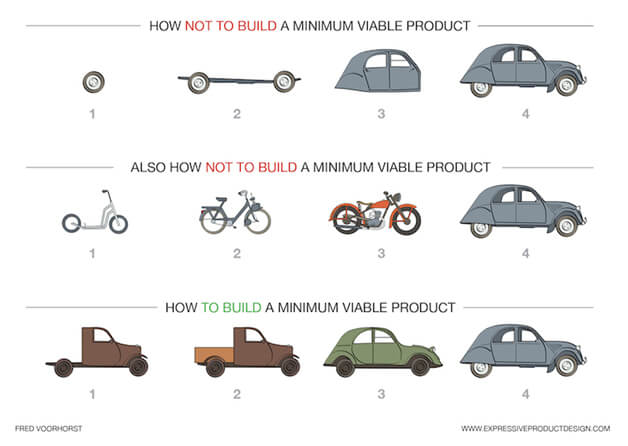 HOW NOT TO BUILD A MINIMUM VIABLE PRODUCT
1 2 3 4
ALSO HOW NOT TO BUILD A MINIMUM VIABLE PRODUCT
1 2 3 4
HOW TO BUILD A MINIMUM VIABLE PRODUCT
1 2 3 4
FRED VOORHORST WWW.EXPRESSIVEPRODUCTDESIGN.COM